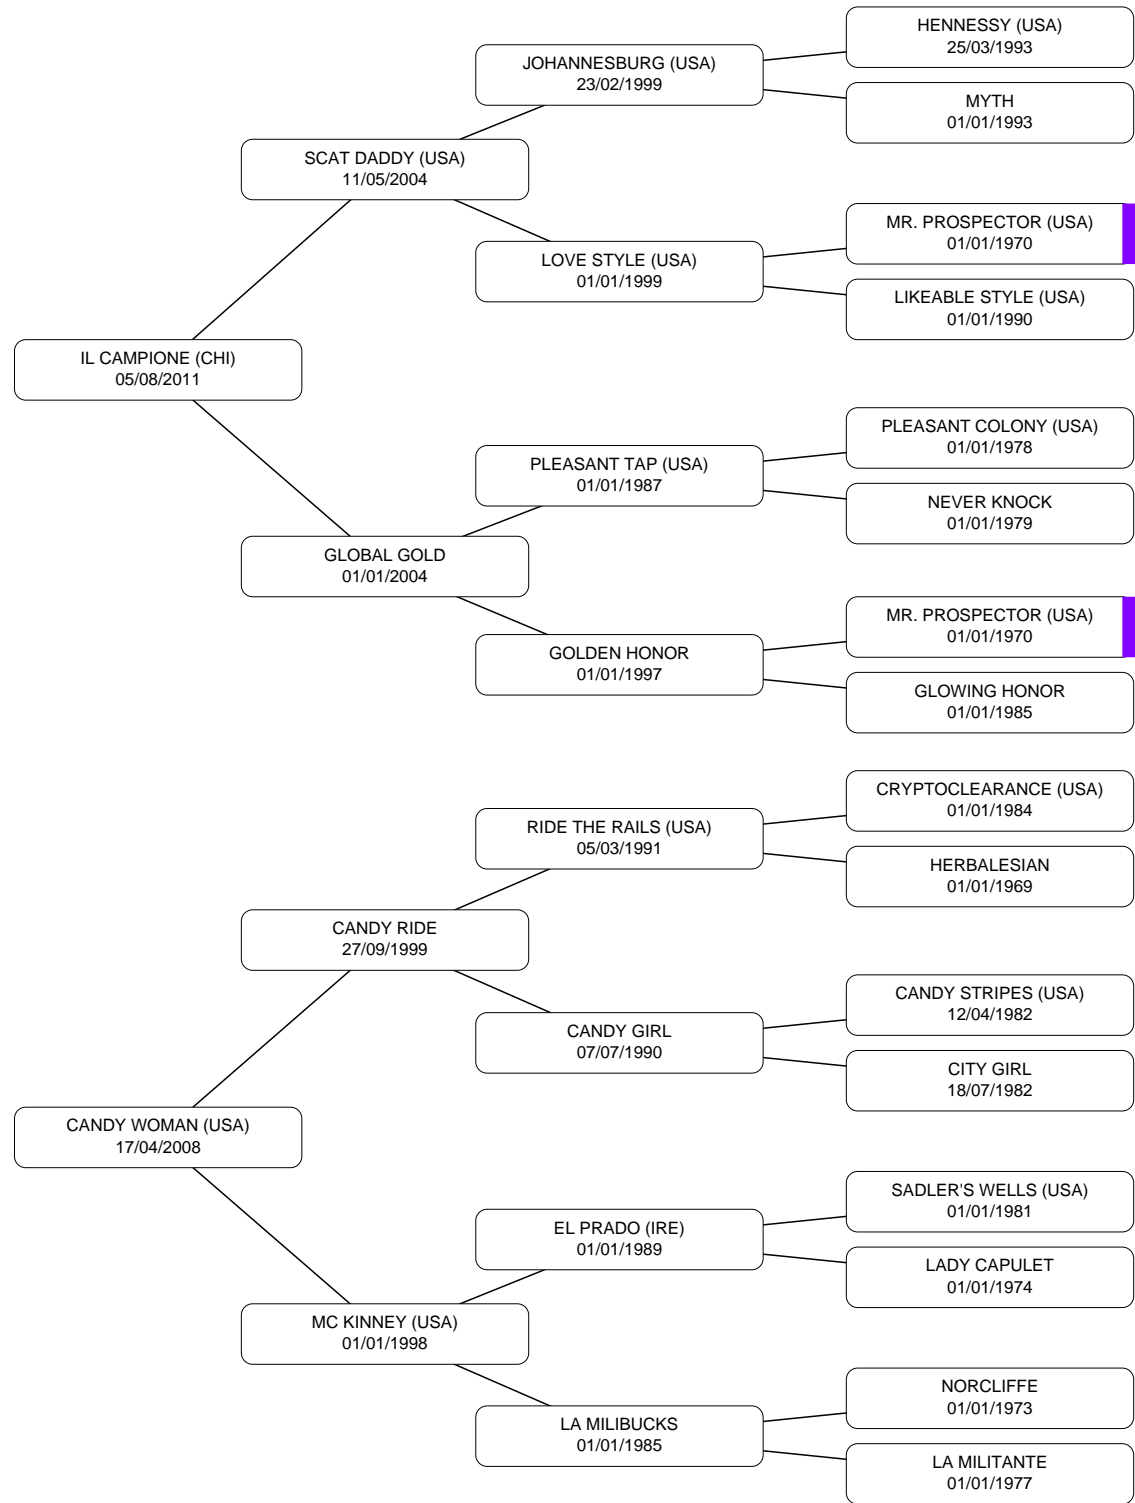 HENNESSY (USA)
25/03/1993
JOHANNESBURG (USA)
23/02/1999
MYTH
01/01/1993
SCAT DADDY (USA)
11/05/2004
MR. PROSPECTOR (USA)
01/01/1970
LOVE STYLE (USA)
01/01/1999
LIKEABLE STYLE (USA)
01/01/1990
IL CAMPIONE (CHI)
05/08/2011
PLEASANT COLONY (USA)
01/01/1978
PLEASANT TAP (USA)
01/01/1987
NEVER KNOCK
01/01/1979
GLOBAL GOLD
01/01/2004
MR. PROSPECTOR (USA)
01/01/1970
GOLDEN HONOR
01/01/1997
GLOWING HONOR
01/01/1985
CRYPTOCLEARANCE (USA)
01/01/1984
RIDE THE RAILS (USA)
05/03/1991
HERBALESIAN
01/01/1969
CANDY RIDE
27/09/1999
CANDY STRIPES (USA)
12/04/1982
CANDY GIRL
07/07/1990
CITY GIRL
18/07/1982
CANDY WOMAN (USA)
17/04/2008
SADLER'S WELLS (USA)
01/01/1981
EL PRADO (IRE)
01/01/1989
LADY CAPULET
01/01/1974
MC KINNEY (USA)
01/01/1998
NORCLIFFE
01/01/1973
LA MILIBUCKS
01/01/1985
LA MILITANTE
01/01/1977